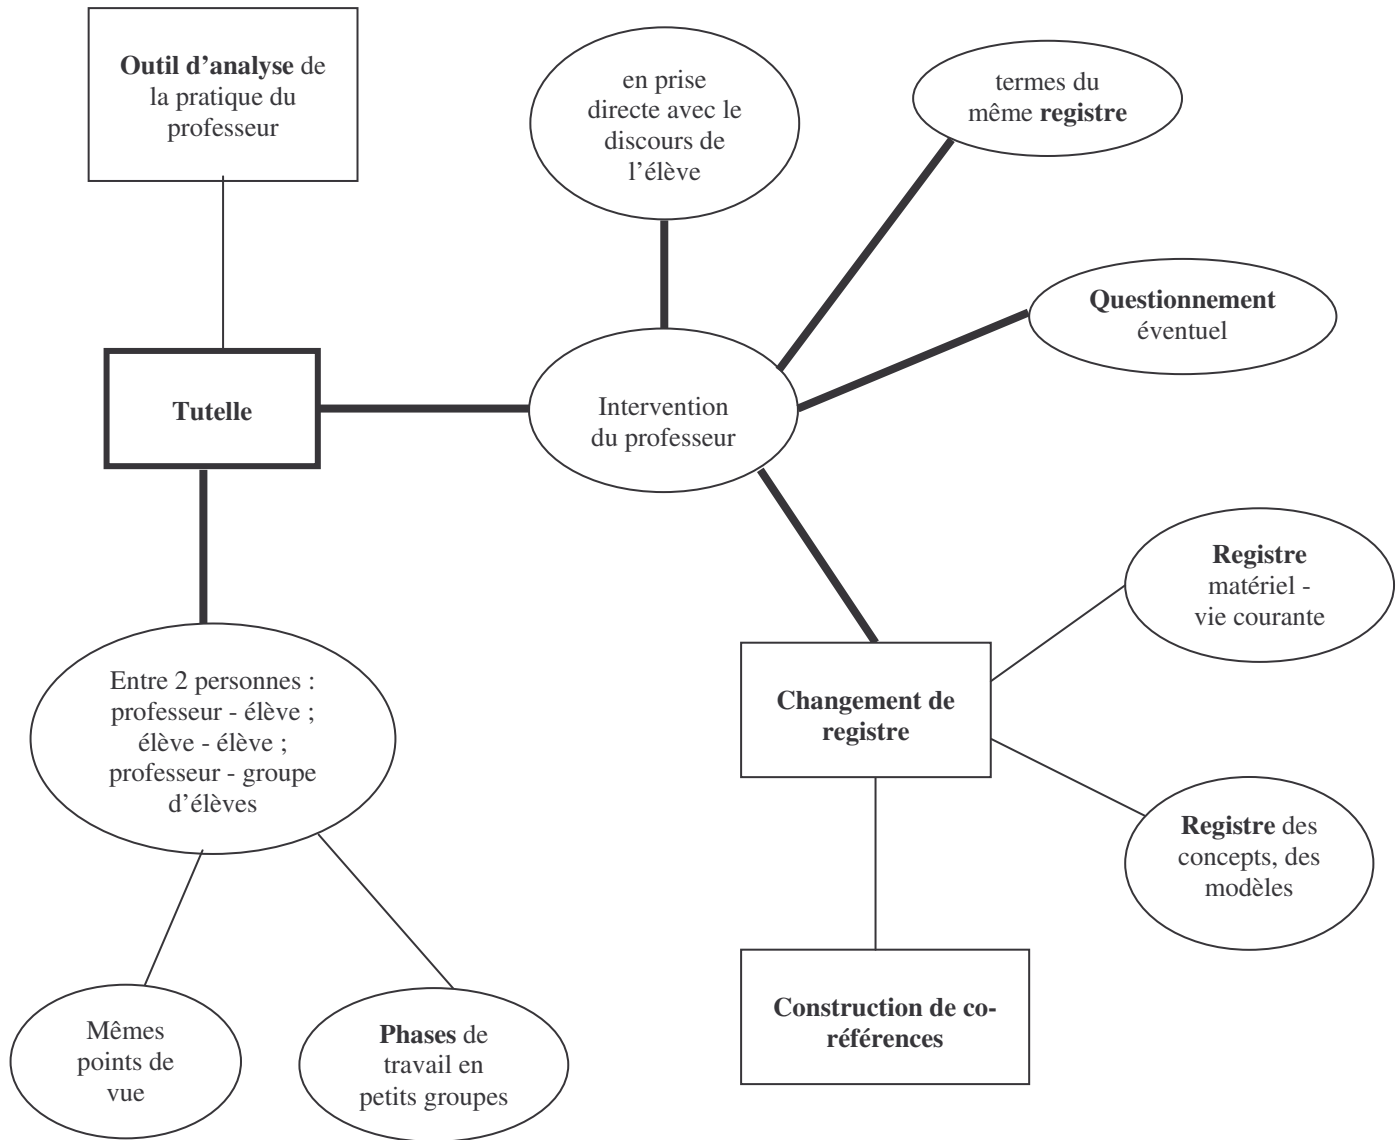 Outil d’analyse de
la pratique du
professeur
en prise
directe avec le
discours de
l’élève
termes du
même registre
Questionnement
éventuel
Tutelle
Intervention
du professeur
Registre
matériel -
vie courante
Entre 2 personnes :
professeur - élève ;
élève - élève ;
professeur - groupe
d’élèves
Changement de
registre
Registre des
concepts, des
modèles
Mêmes
points de
vue
Phases de
travail en
petits groupes
Construction de co-
références